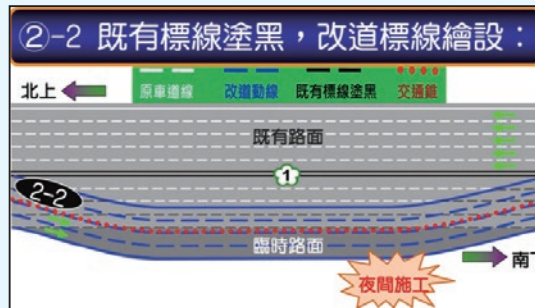 ②-2 既有標線塗黑，改道標線繪設：
北上
原車道線 改道動線 既有標線塗黑 交通錐
既有路面
1
2-2
臨時路面
南下
夜間施工